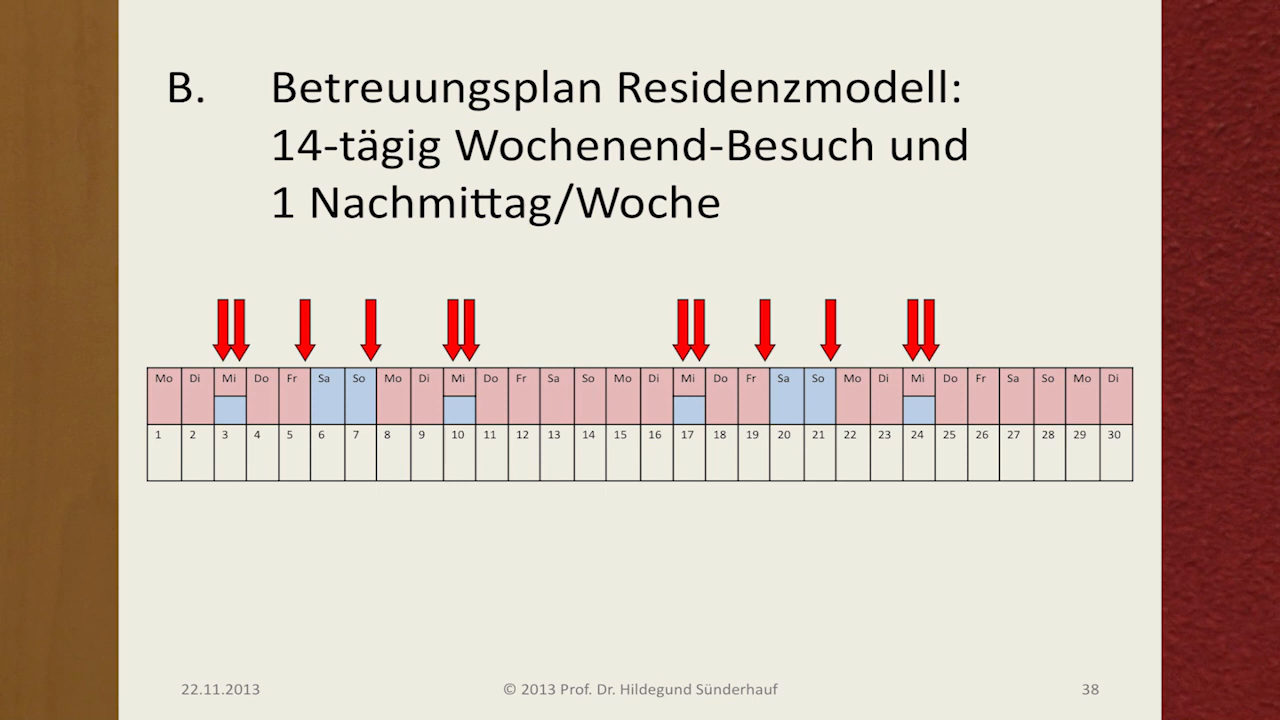 B. Betreuungsplan Residenzmodell:
14-tägig Wochenend-Besuch und
1 Nachmittag/Woche
Mo Di Mi Do Fr Sa So Mo Di Mi Do Fr Sa So Mo Di Mi Do Fr Sa So Mo Di Mi Do Fr Sa So Mo Di
1 2 3 4 5 6 7 8 9 10 11 12 13 14 15 16 17 18 19 20 21 22 23 24 25 26 27 28 29 30
22.11.2013 © 2013 Prof. Dr. Hildegund Sünderhauf 38